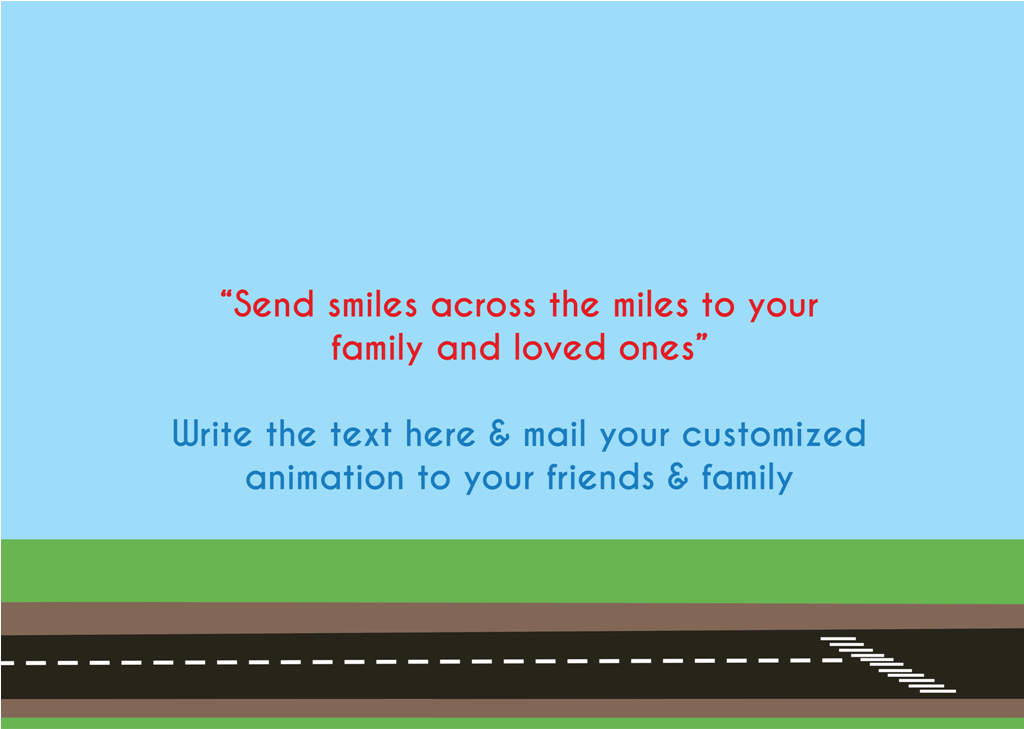 “Send smiles across the miles to your
family and loved ones”
Write the text here & mail your customized
animation to your friends & family